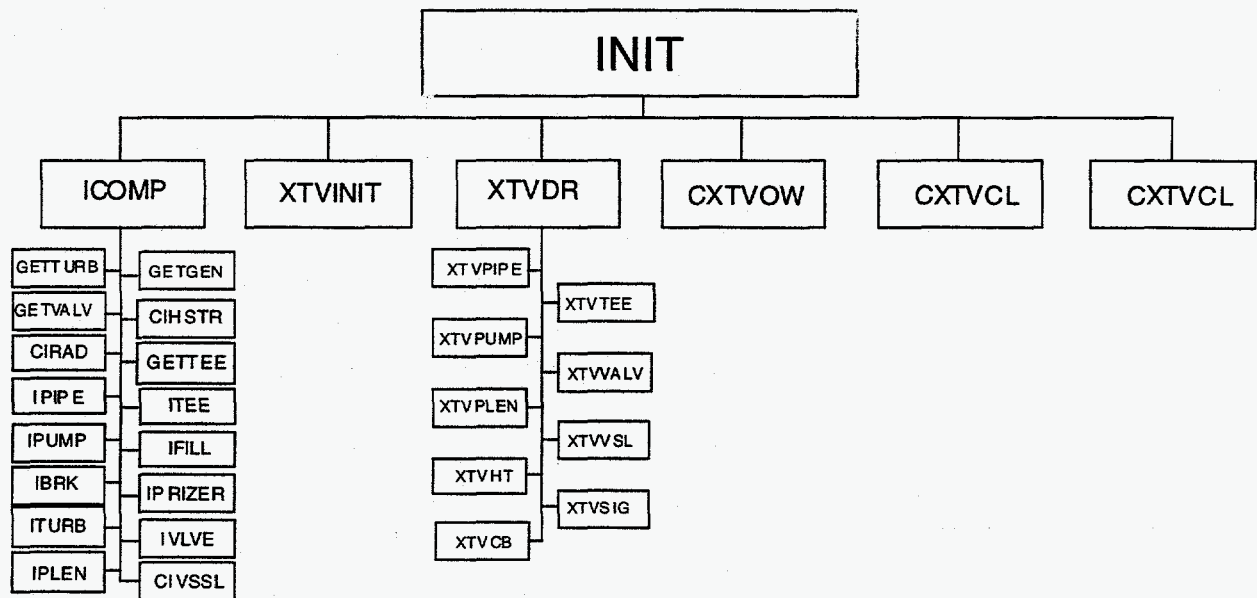 INIT
ICOMP
XTVINIT
XTVDR
CXTVOW
CXTVCL
CXTVCL
GETTURB
GETGEN
GETVALV
CIHSTR
CIRAD
GETTEE
IPIPE
ITEE
IPUMP
IFILL
IBRK
IPRIZER
ITURB
IVLVE
IPLEN
CIVSSL
XTVPIPE
XTVTEE
XTVPUMP
XTVVALV
XTVPLEN
XTVVSL
XTVHT
XTVSIG
XTVCB